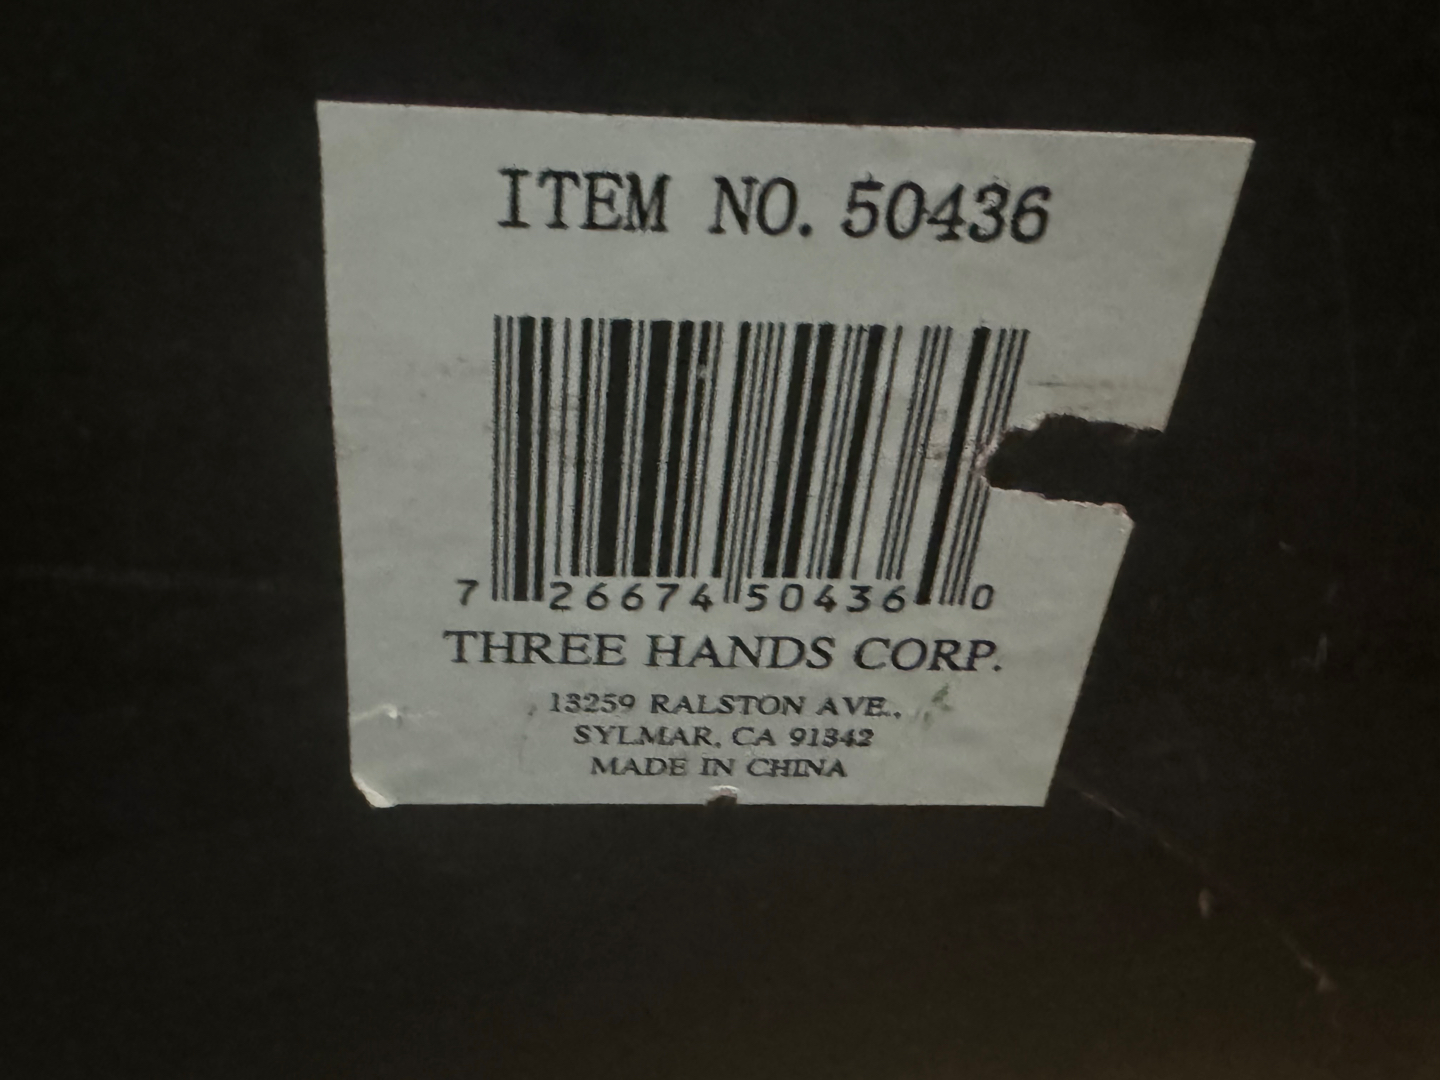 ITEM NO. 50436
7 26674 50436 0
THREE HANDS CORP.
13259 RALSTON AVE.,
SYLMAR, CA 91342
MADE IN CHINA